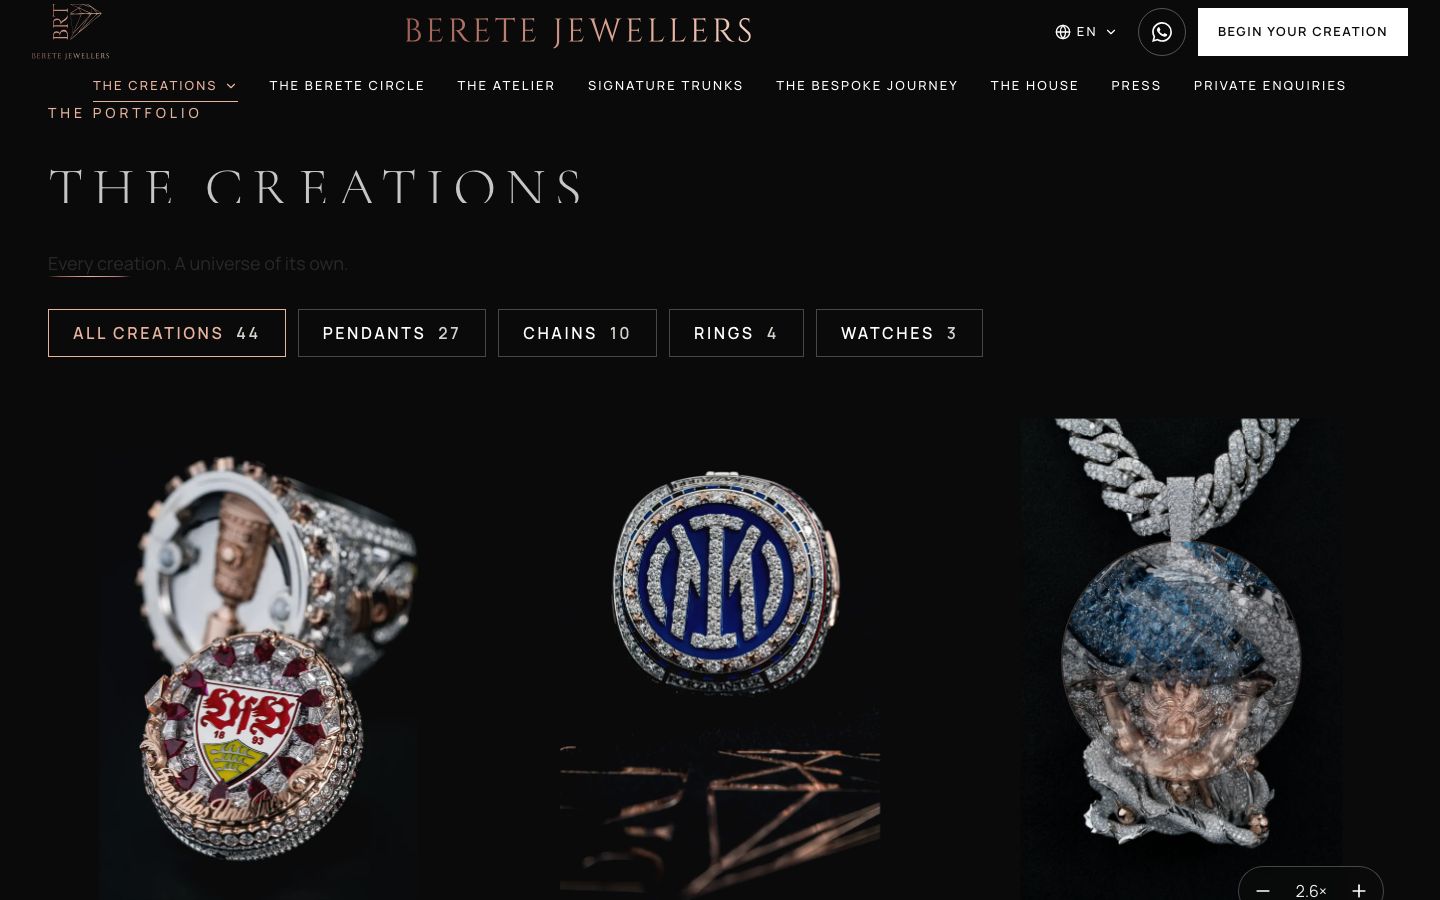 BRT
BERETE JEWELLERS
BERETE JEWELLERS
EN
BEGIN YOUR CREATION
THE CREATIONS
THE BERETE CIRCLE
THE ATELIER
SIGNATURE TRUNKS
THE BESPOKE JOURNEY
THE HOUSE
PRESS
PRIVATE ENQUIRIES
THE PORTFOLIO
THE CREATIONS
Every creation. A universe of its own.
ALL CREATIONS 44
PENDANTS 27
CHAINS 10
RINGS 4
WATCHES 3
VfB
18 93
IM
2.6×